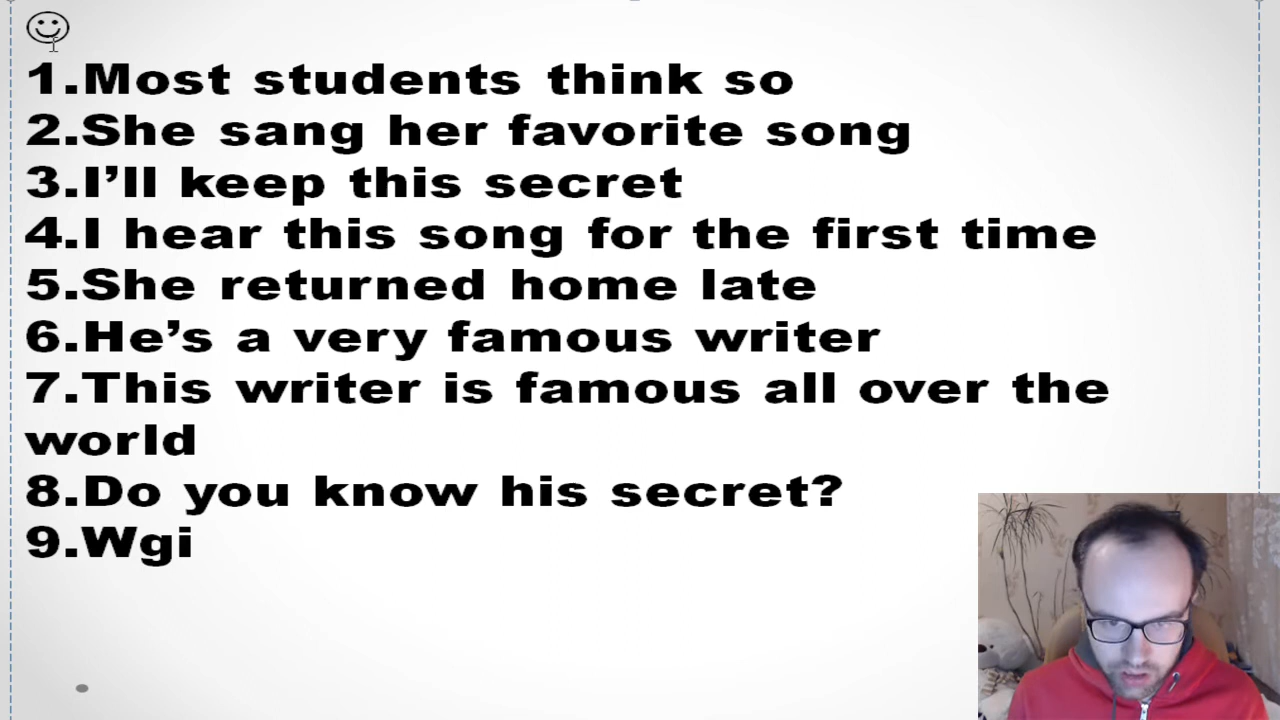 1.Most students think so
2.She sang her favorite song
3.I’ll keep this secret
4.I hear this song for the first time
5.She returned home late
6.He’s a very famous writer
7.This writer is famous all over the
world
8.Do you know his secret?
9.Wgi